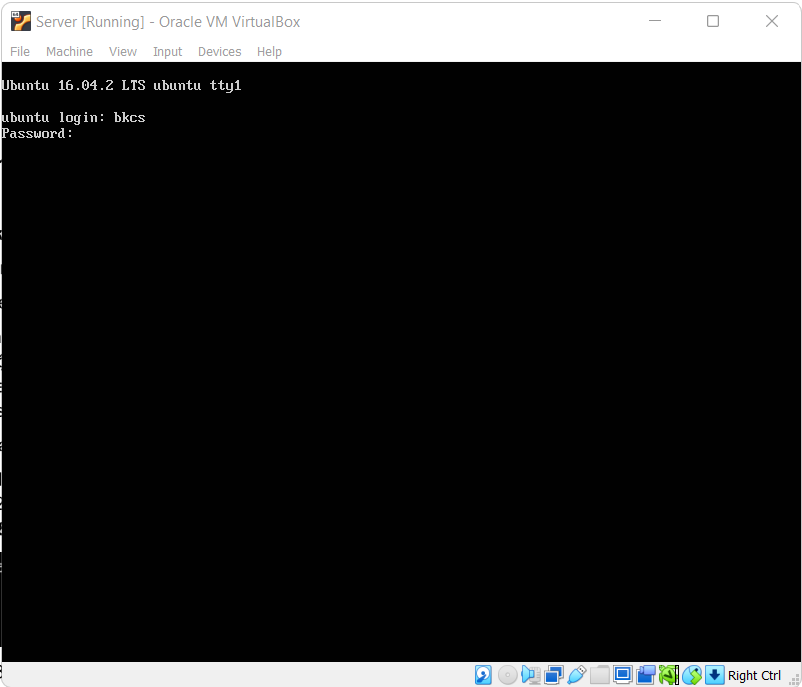 Server [Running] - Oracle VM VirtualBox
File Machine View Input Devices Help
Ubuntu 16.04.2 LTS ubuntu tty1
ubuntu login: bkcs
Password:
Right Ctrl